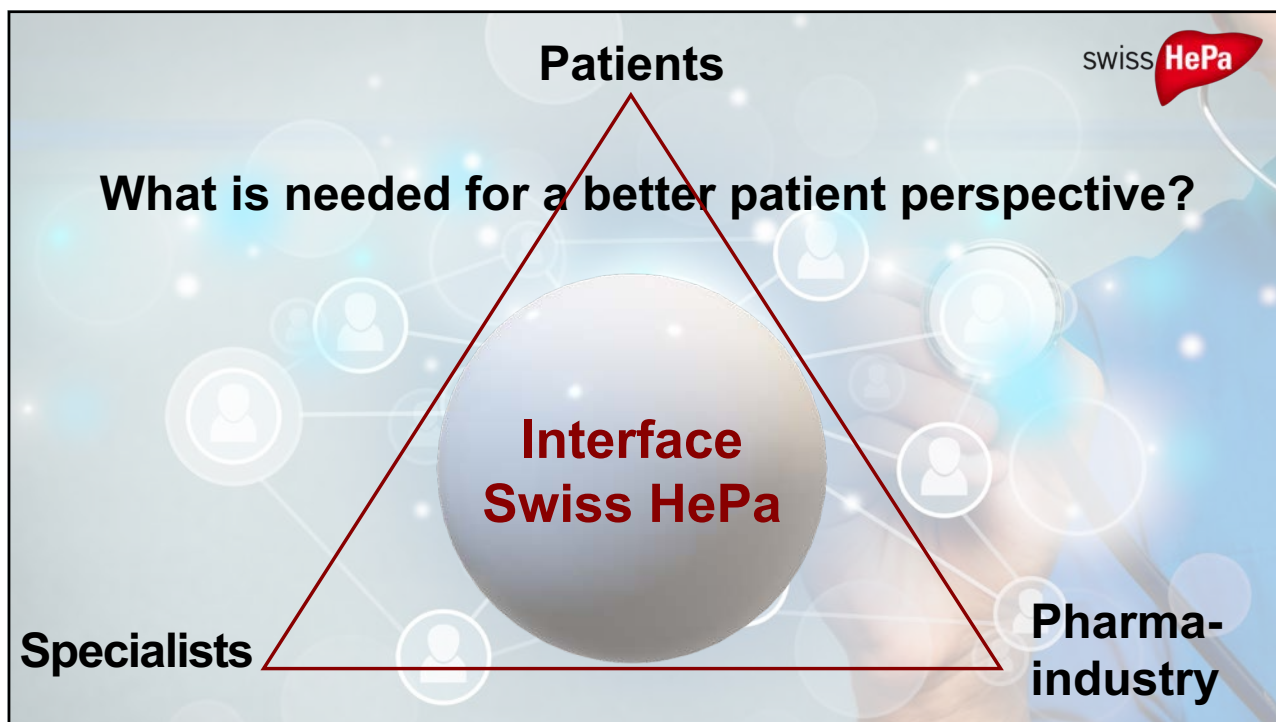 Patients
swiss HePa
What is needed for a better patient perspective?
Interface
Swiss HePa
Specialists
Pharma-
industry